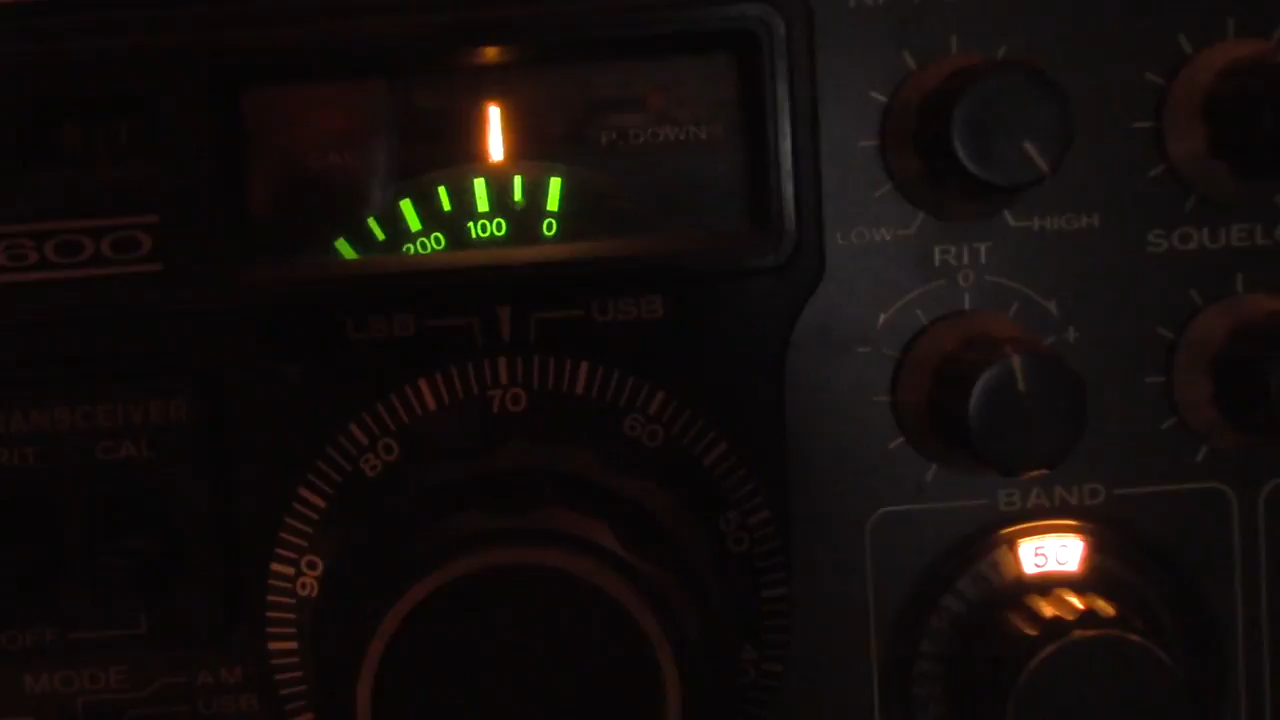 P.DOWN
200 100 0
600
LOW HIGH
SQUEL
RIT
0
+
LSB USB
70
80 60
50
90
TRANSCEIVER
RIT CAL
BAND
50
OFF
MODE AM
USB